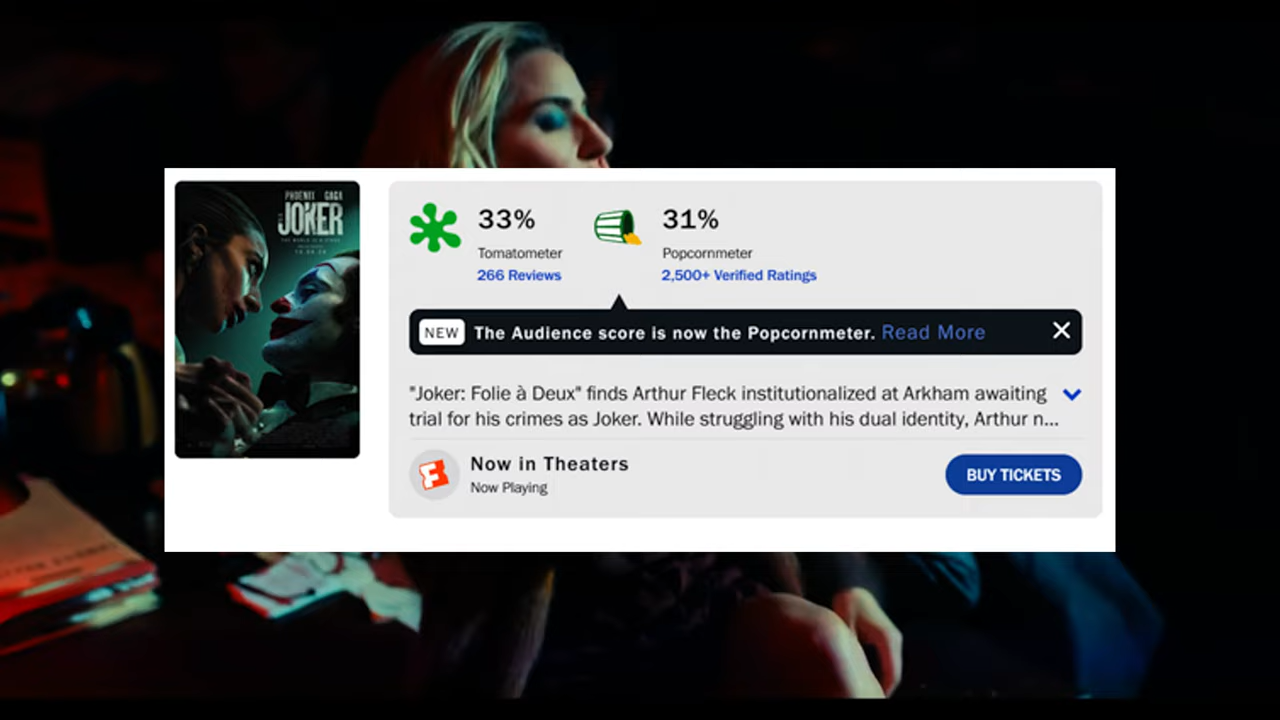 PHOENIX GAGA
JOKER
33%
Tomatometer
266 Reviews
31%
Popcornmeter
2,500+ Verified Ratings
NEW The Audience score is now the Popcornmeter. Read More
"Joker: Folie à Deux" finds Arthur Fleck institutionalized at Arkham awaiting
trial for his crimes as Joker. While struggling with his dual identity, Arthur n...
F
Now in Theaters
Now Playing
BUY TICKETS